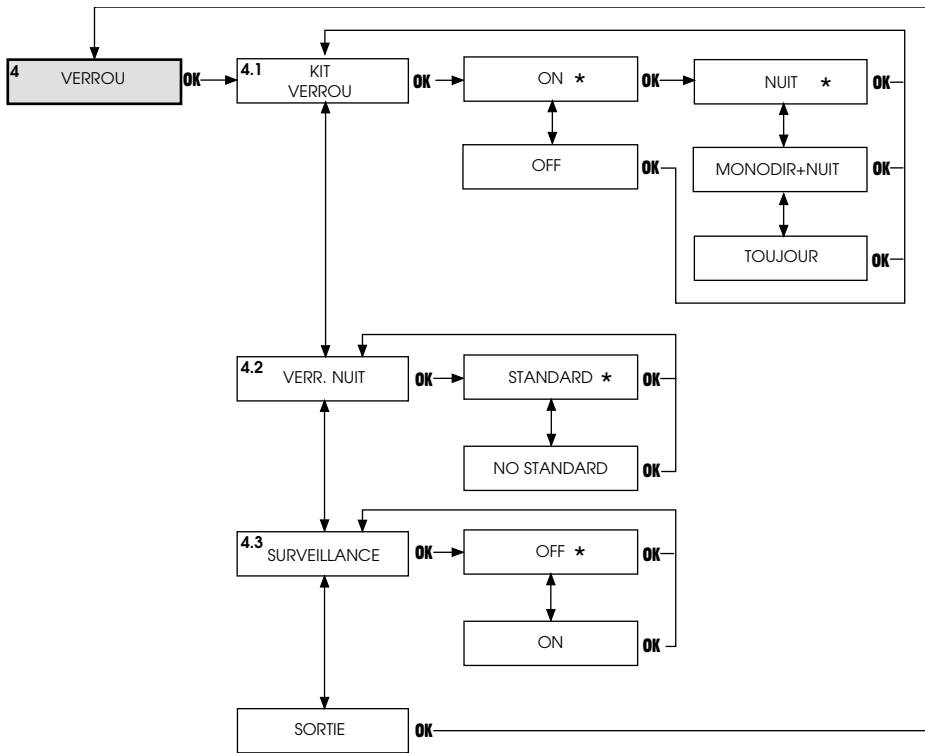 4 VERROU OK
4.1 KIT VERROU OK
ON * OK
NUIT * OK
OFF OK
MONODIR+NUIT OK
TOUJOUR OK
4.2 VERR. NUIT OK
STANDARD * OK
NO STANDARD OK
4.3 SURVEILLANCE OK
OFF * OK
ON OK
SORTIE OK